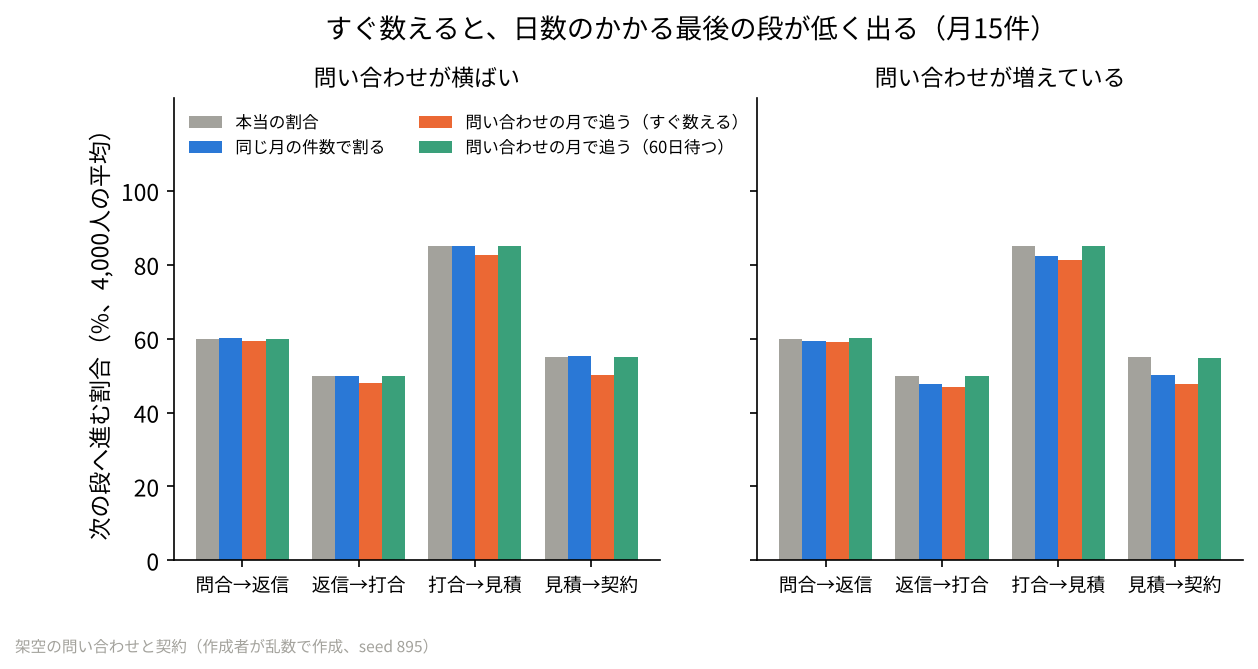 すぐ数えると、日数のかかる最後の段が低く出る（月15件）
問い合わせが横ばい
問い合わせが増えている
本当の割合
同じ月の件数で割る
問い合わせの月で追う（すぐ数える）
問い合わせの月で追う（60日待つ）
次の段へ進む割合（%、4,000人の平均）
100
80
60
40
20
0
問合→返信
返信→打合
打合→見積
見積→契約
問合→返信
返信→打合
打合→見積
見積→契約
架空の問い合わせと契約（作成者が乱数で作成、seed 895）